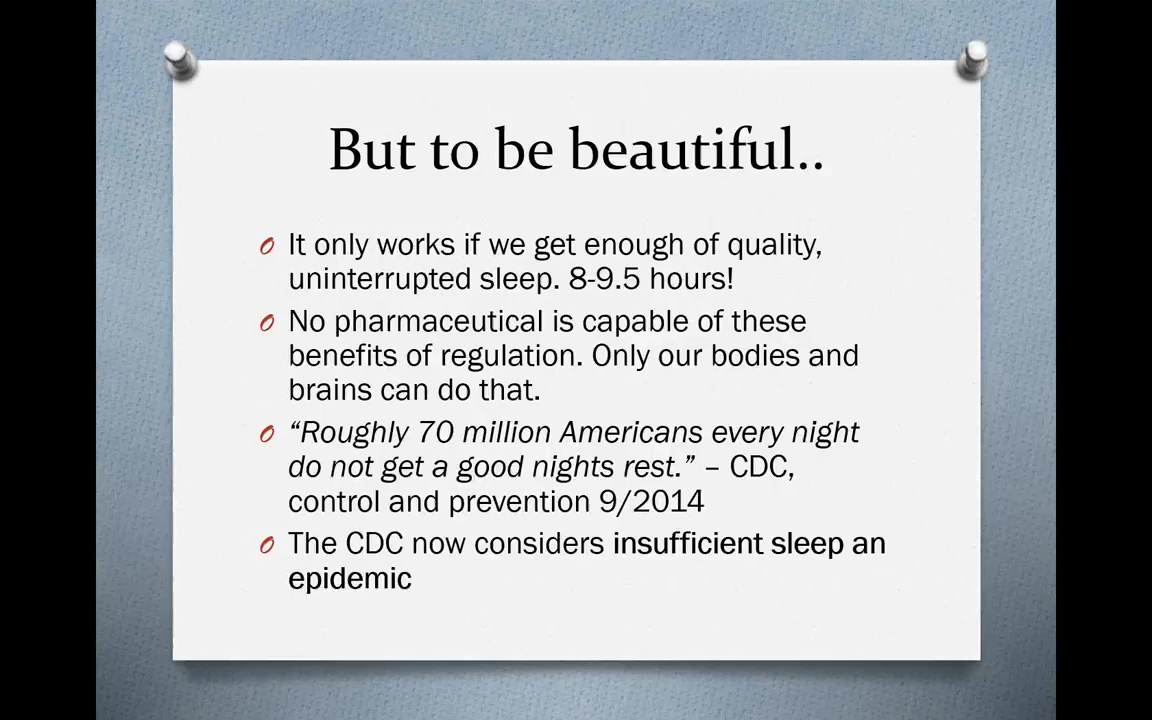 But to be beautiful..
It only works if we get enough of quality,
uninterrupted sleep. 8-9.5 hours!
No pharmaceutical is capable of these
benefits of regulation. Only our bodies and
brains can do that.
“Roughly 70 million Americans every night
do not get a good nights rest.” – CDC,
control and prevention 9/2014
The CDC now considers insufficient sleep an
epidemic